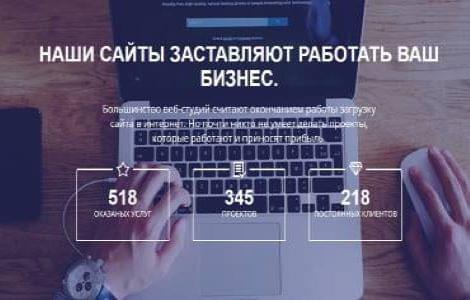 НАШИ САЙТЫ ЗАСТАВЛЯЮТ РАБОТАТЬ ВАШ
БИЗНЕС.
Большинство веб-студий считают окончанием работы загрузку
сайта в интернет. Но почти никто не умеет делать проекты,
которые работают и приносят прибыль.
518
345
218
ОКАЗАНЫХ УСЛУГ
ПРОЕКТОВ
ПОСТОЯННЫХ КЛИЕНТОВ